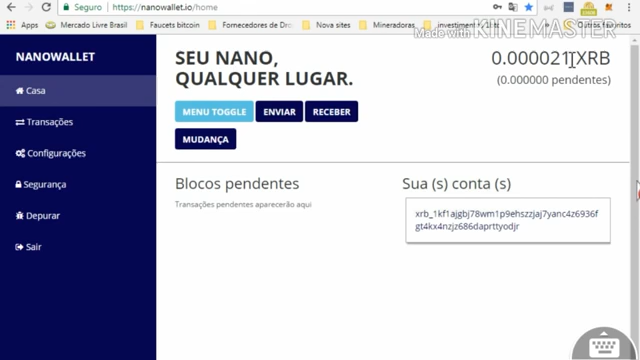 Seguro https://nanowallet.io/home
Apps Mercado Livre Brasil Faucets bitcoin Fornecedores de Dro Nova sites Mineradoras investiment Outros favoritos
Made with KINEMASTER
NANOWALLET
Casa
Transações
Configurações
Segurança
Depurar
Sair
SEU NANO,
QUALQUER LUGAR.
0.000021 XRB
(0.000000 pendentes)
MENU TOGGLE ENVIAR RECEBER
MUDANÇA
Blocos pendentes
Transações pendentes aparecerão aqui
Sua (s) conta (s)
xrb_1kf1ajgbj78wm1p9ehszzjaj7yanc4z6936f
gt4kx4nzjz686daprttyodjr